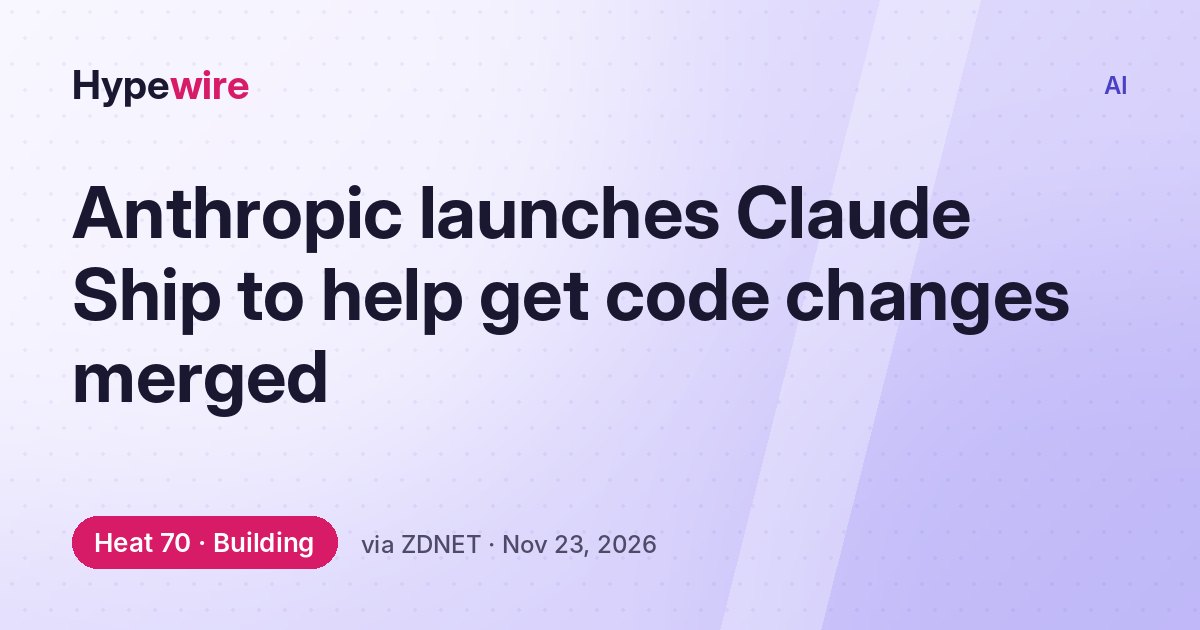 Hypewire
AI
Anthropic launches Claude
Ship to help get code changes
merged
Heat 70 · Building
via ZDNET · Nov 23, 2026